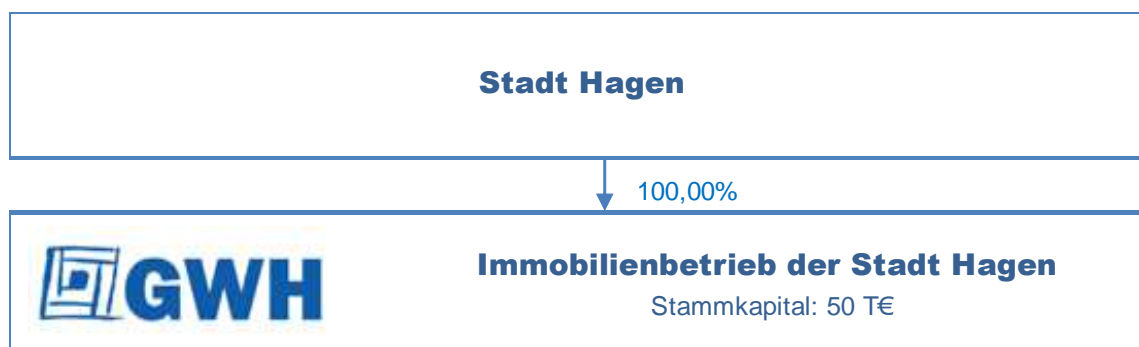 Stadt Hagen
100,00%
GWH
Immobilienbetrieb der Stadt Hagen
Stammkapital: 50 T€